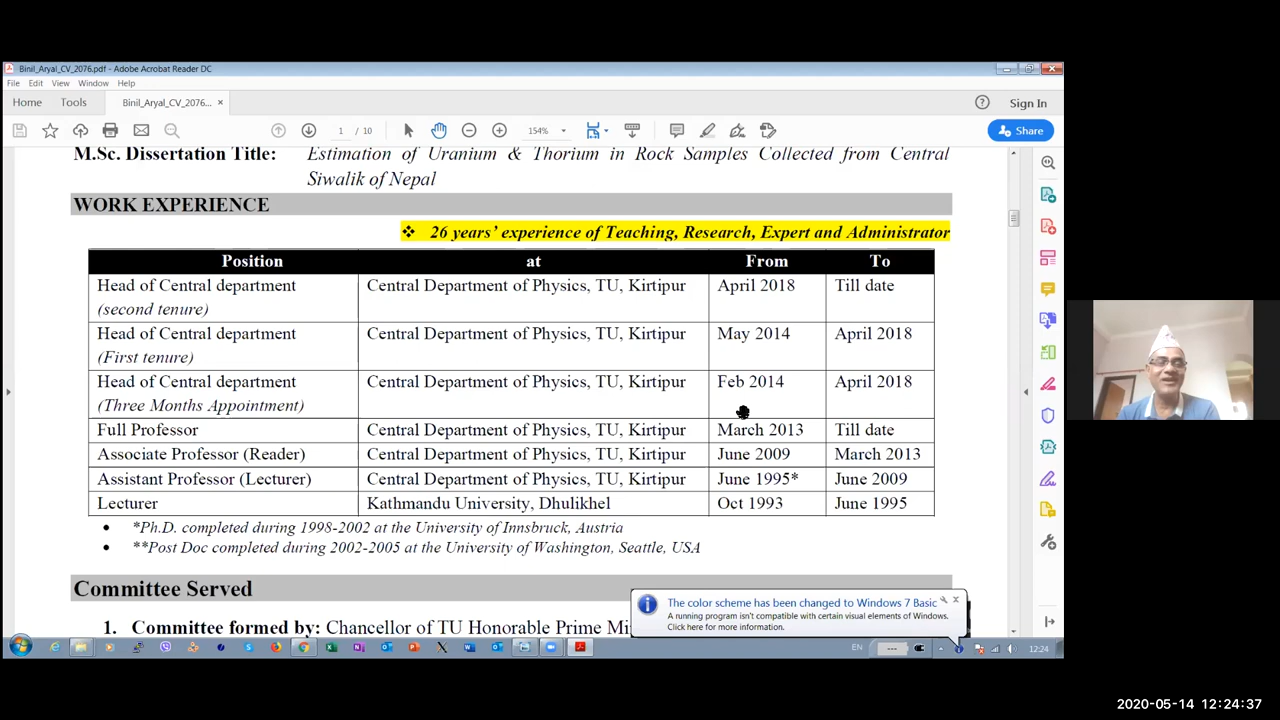 Binil_Aryal_CV_2076.pdf - Adobe Acrobat Reader DC
File Edit View Window Help
Home Tools Binil_Aryal_CV_2076... × Sign In
1 / 10 154% Share
M.Sc. Dissertation Title: Estimation of Uranium & Thorium in Rock Samples Collected from Central
Siwalik of Nepal
WORK EXPERIENCE
❖ 26 years' experience of Teaching, Research, Expert and Administrator
Position at From To
Head of Central department Central Department of Physics, TU, Kirtipur April 2018 Till date
(second tenure)
Head of Central department Central Department of Physics, TU, Kirtipur May 2014 April 2018
(First tenure)
Head of Central department Central Department of Physics, TU, Kirtipur Feb 2014 April 2018
(Three Months Appointment)
Full Professor Central Department of Physics, TU, Kirtipur March 2013 Till date
Associate Professor (Reader) Central Department of Physics, TU, Kirtipur June 2009 March 2013
Assistant Professor (Lecturer) Central Department of Physics, TU, Kirtipur June 1995* June 2009
Lecturer Kathmandu University, Dhulikhel Oct 1993 June 1995
• *Ph.D. completed during 1998-2002 at the University of Innsbruck, Austria
• **Post Doc completed during 2002-2005 at the University of Washington, Seattle, USA
Committee Served
The color scheme has been changed to Windows 7 Basic
A running program isn't compatible with certain visual elements of Windows.
Click here for more information.
1. Committee formed by: Chancellor of TU Honorable Prime
EN 12:24
2020-05-14 12:24:37